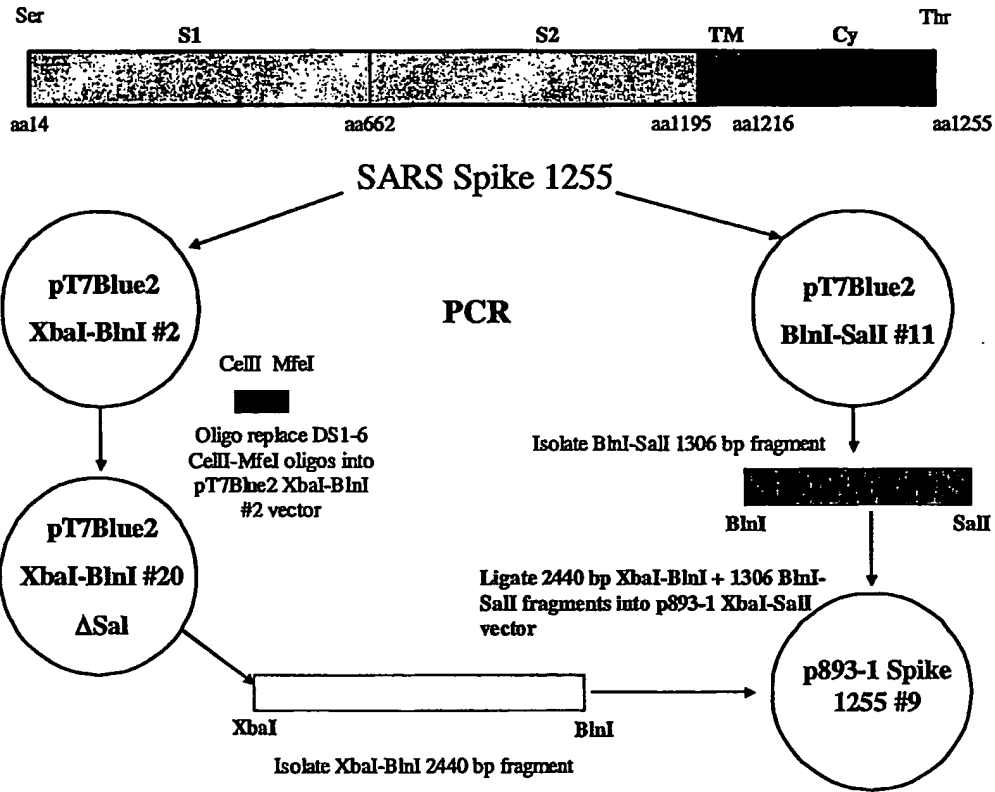 Ser
Thr
S1
S2
TM
Cy
aa14
aa662
aa1195
aa1216
aa1255
SARS Spike 1255
pT7Blue2
XbaI-BlnI #2
PCR
pT7Blue2
BlnI-SalI #11
CelII MfeI
Oligo replace DS1-6
CelII-MfeI oligos into
pT7Blue2 XbaI-BlnI
#2 vector
Isolate BlnI-SalI 1306 bp fragment
BlnI
SalI
pT7Blue2
XbaI-BlnI #20
ΔSal
Ligate 2440 bp XbaI-BlnI + 1306 BlnI-
SalI fragments into p893-1 XbaI-SalI
vector
p893-1 Spike
1255 #9
XbaI
BlnI
Isolate XbaI-BlnI 2440 bp fragment